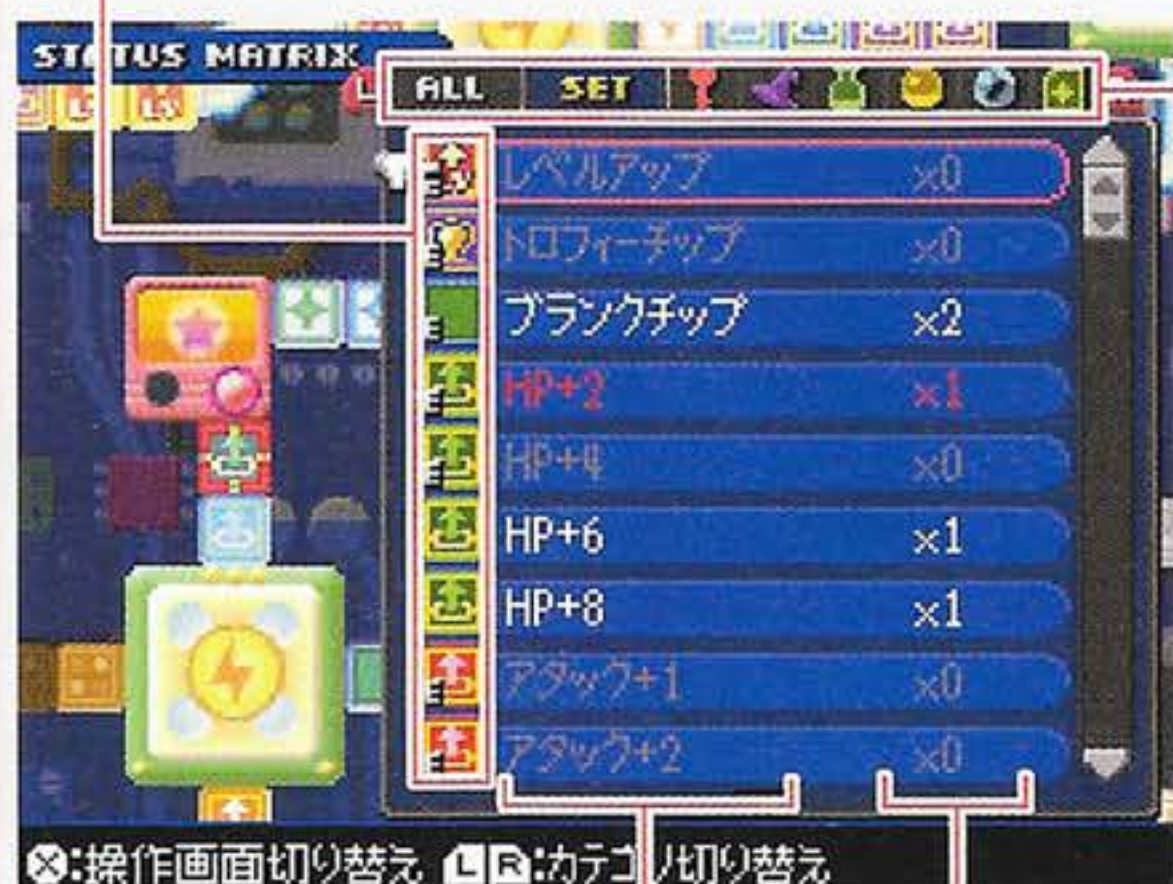 STATUS MATRIX
L ALL SET
レベルアップ ×0
トロフィーチップ ×0
ブランクチップ ×2
HP+2 ×1
HP+4 ×0
HP+6 ×1
HP+8 ×1
アタック+1 ×0
アタック+2 ×0
Ⓧ:操作画面切り替え L R:カテゴリ切り替え